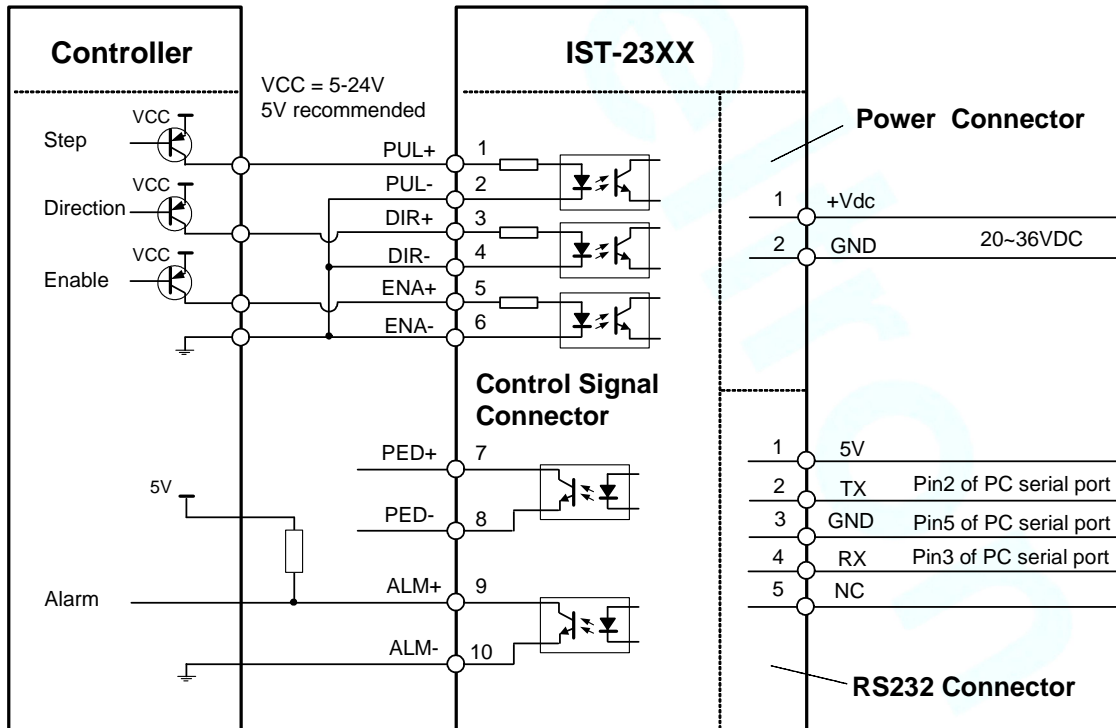 Controller
IST-23XX
VCC = 5-24V
5V recommended
VCC
Step
VCC
Direction
VCC
Enable
PUL+ 1
PUL- 2
DIR+ 3
DIR- 4
ENA+ 5
ENA- 6
Control Signal
Connector
PED+ 7
PED- 8
5V
Alarm
ALM+ 9
ALM- 10
Power Connector
1 +Vdc
2 GND 20~36VDC
1 5V
2 TX Pin2 of PC serial port
3 GND Pin5 of PC serial port
4 RX Pin3 of PC serial port
5 NC
RS232 Connector